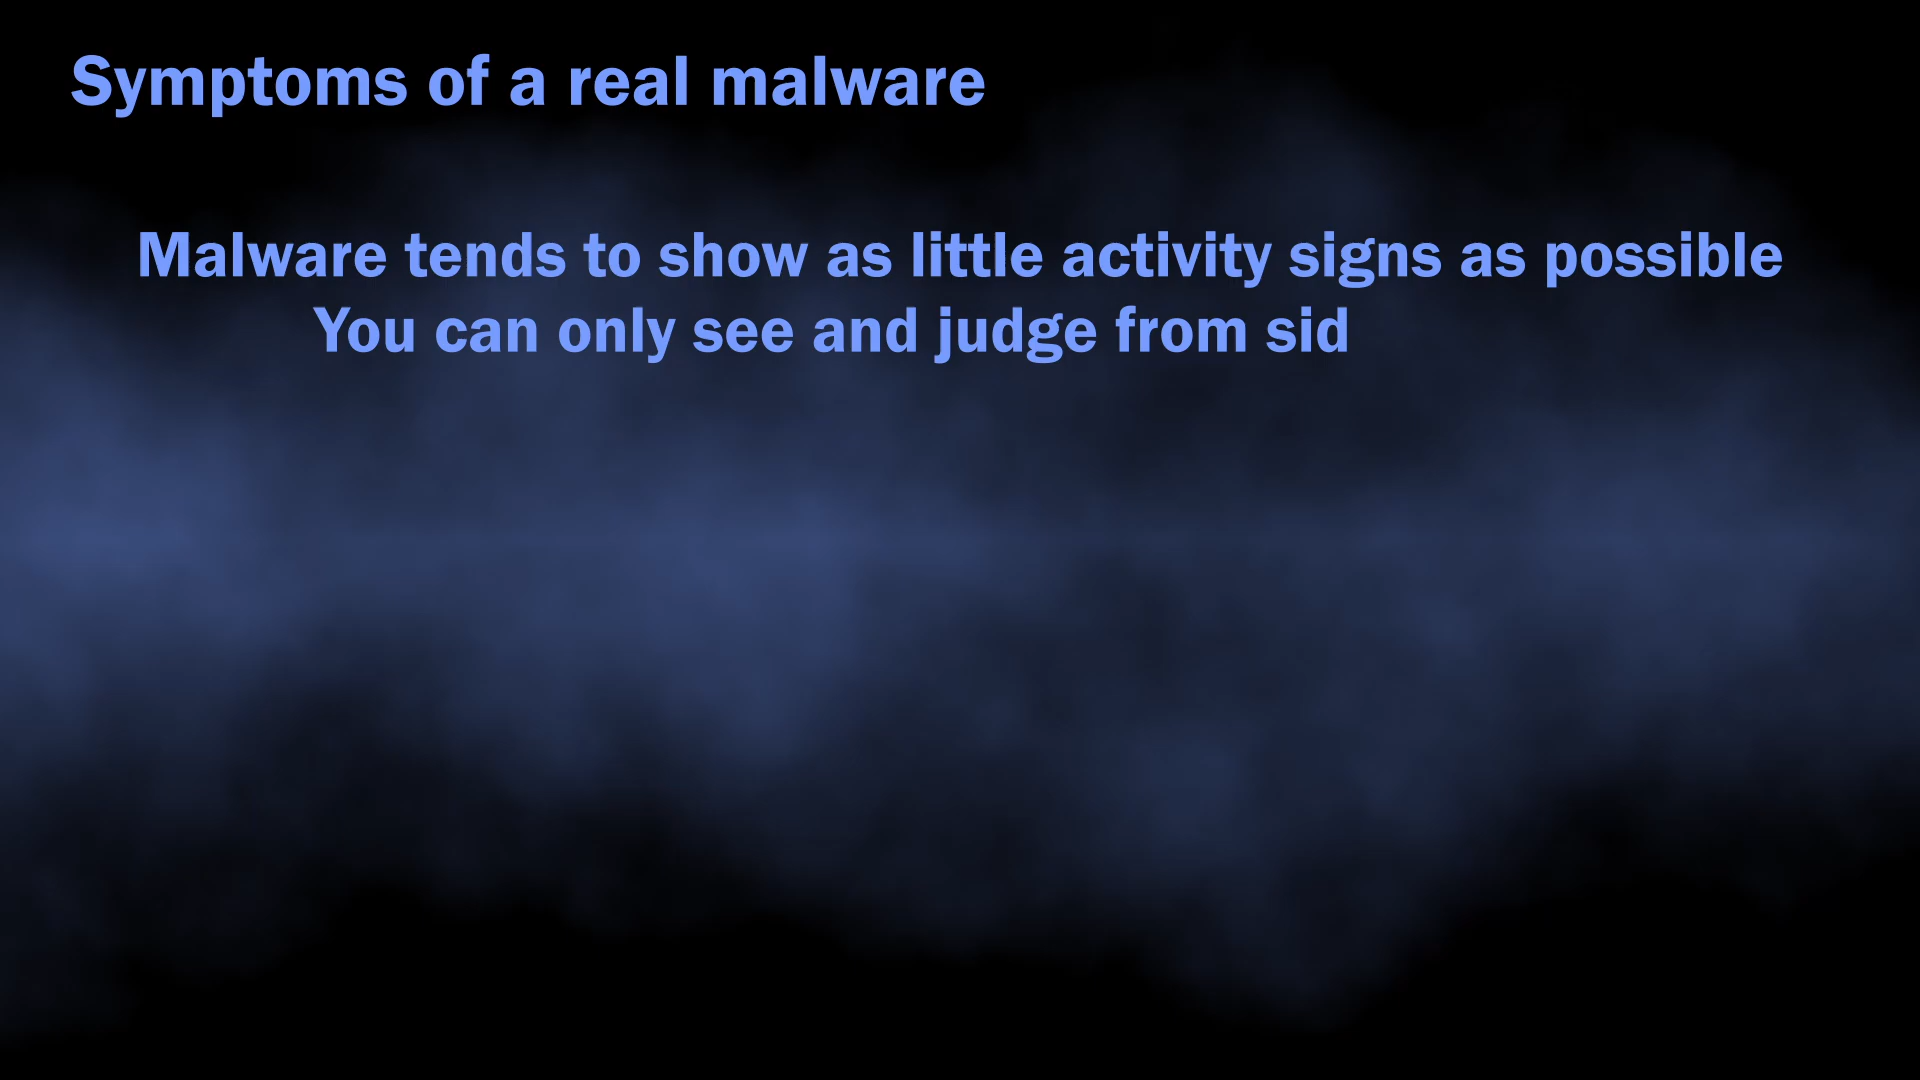 Symptoms of a real malware
Malware tends to show as little activity signs as possible
You can only see and judge from sid